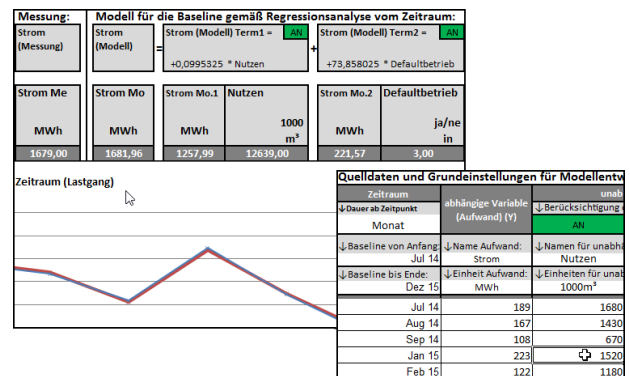 Messung: Modell für die Baseline gemäß Regressionsanalyse vom Zeitraum:
Strom (Messung)
Strom (Modell)
=
Strom (Modell) Term1 = AN
+0,0995325 * Nutzen
+
Strom (Modell) Term2 = AN
+73,858025 * Defaultbetrieb
Strom Me Strom Mo Strom Mo.1 Nutzen Strom Mo.2 Defaultbetrieb
MWh MWh MWh 1000 m³ MWh ja/ne in
1679,00 1681,96 1257,99 12639,00 221,57 3,00
Zeitraum (Lastgang)
Quelldaten und Grundeinstellungen für Modellentw
Zeitraum
abhängige Variable (Aufwand) (Y)
unab
↓Dauer ab Zeitpunkt
↓Berücksichtigung
Monat
AN
↓Baseline von Anfang: ↓Name Aufwand: ↓Namen für unabhä
Jul 14 Strom Nutzen
↓Baseline bis Ende: ↓Einheit Aufwand: ↓Einheiten für unab
Dez 15 MWh 1000m³
Jul 14 189 1680
Aug 14 167 1430
Sep 14 108 670
Jan 15 223 1520
Feb 15 122 1180